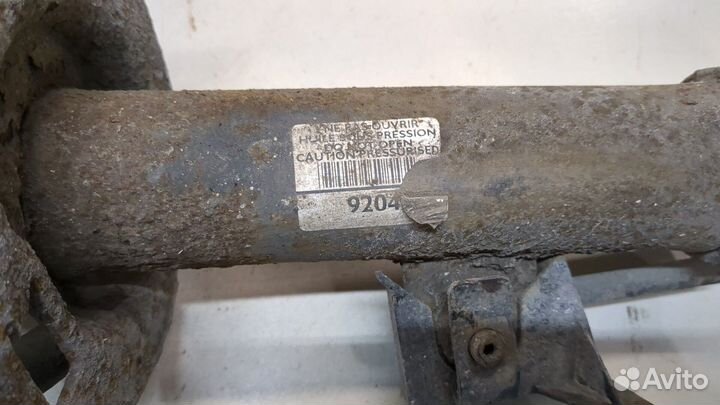 NE PAS OUVRIR
HUILE SOUS PRESSION
DO NOT OPEN
CAUTION PRESSURISED
9204
Avito